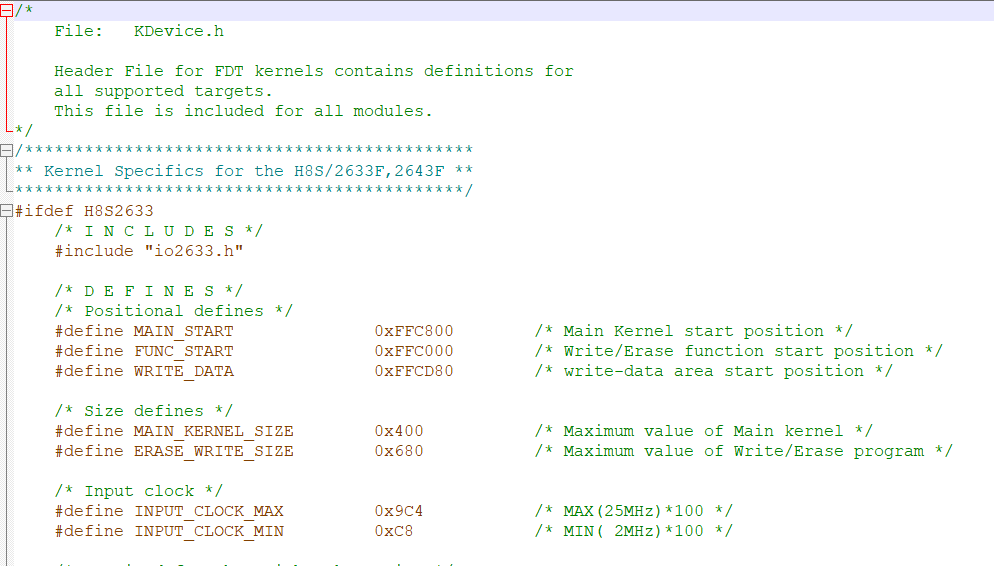 /*
    File:   KDevice.h
    Header File for FDT kernels contains definitions for
    all supported targets.
    This file is included for all modules.
*/
/*********************************************
** Kernel Specifics for the H8S/2633F,2643F **
*********************************************/
#ifdef H8S2633
    /* I N C L U D E S */
    #include "io2633.h"
    /* D E F I N E S */
    /* Positional defines */
    #define MAIN_START              0xFFC800        /* Main Kernel start position */
    #define FUNC_START              0xFFC000        /* Write/Erase function start position */
    #define WRITE_DATA              0xFFCD80        /* write-data area start position */
    /* Size defines */
    #define MAIN_KERNEL_SIZE        0x400           /* Maximum value of Main kernel */
    #define ERASE_WRITE_SIZE        0x680           /* Maximum value of Write/Erase program */
    /* Input clock */
    #define INPUT_CLOCK_MAX         0x9C4           /* MAX(25MHz)*100 */
    #define INPUT_CLOCK_MIN         0xC8            /* MIN( 2MHz)*100 */